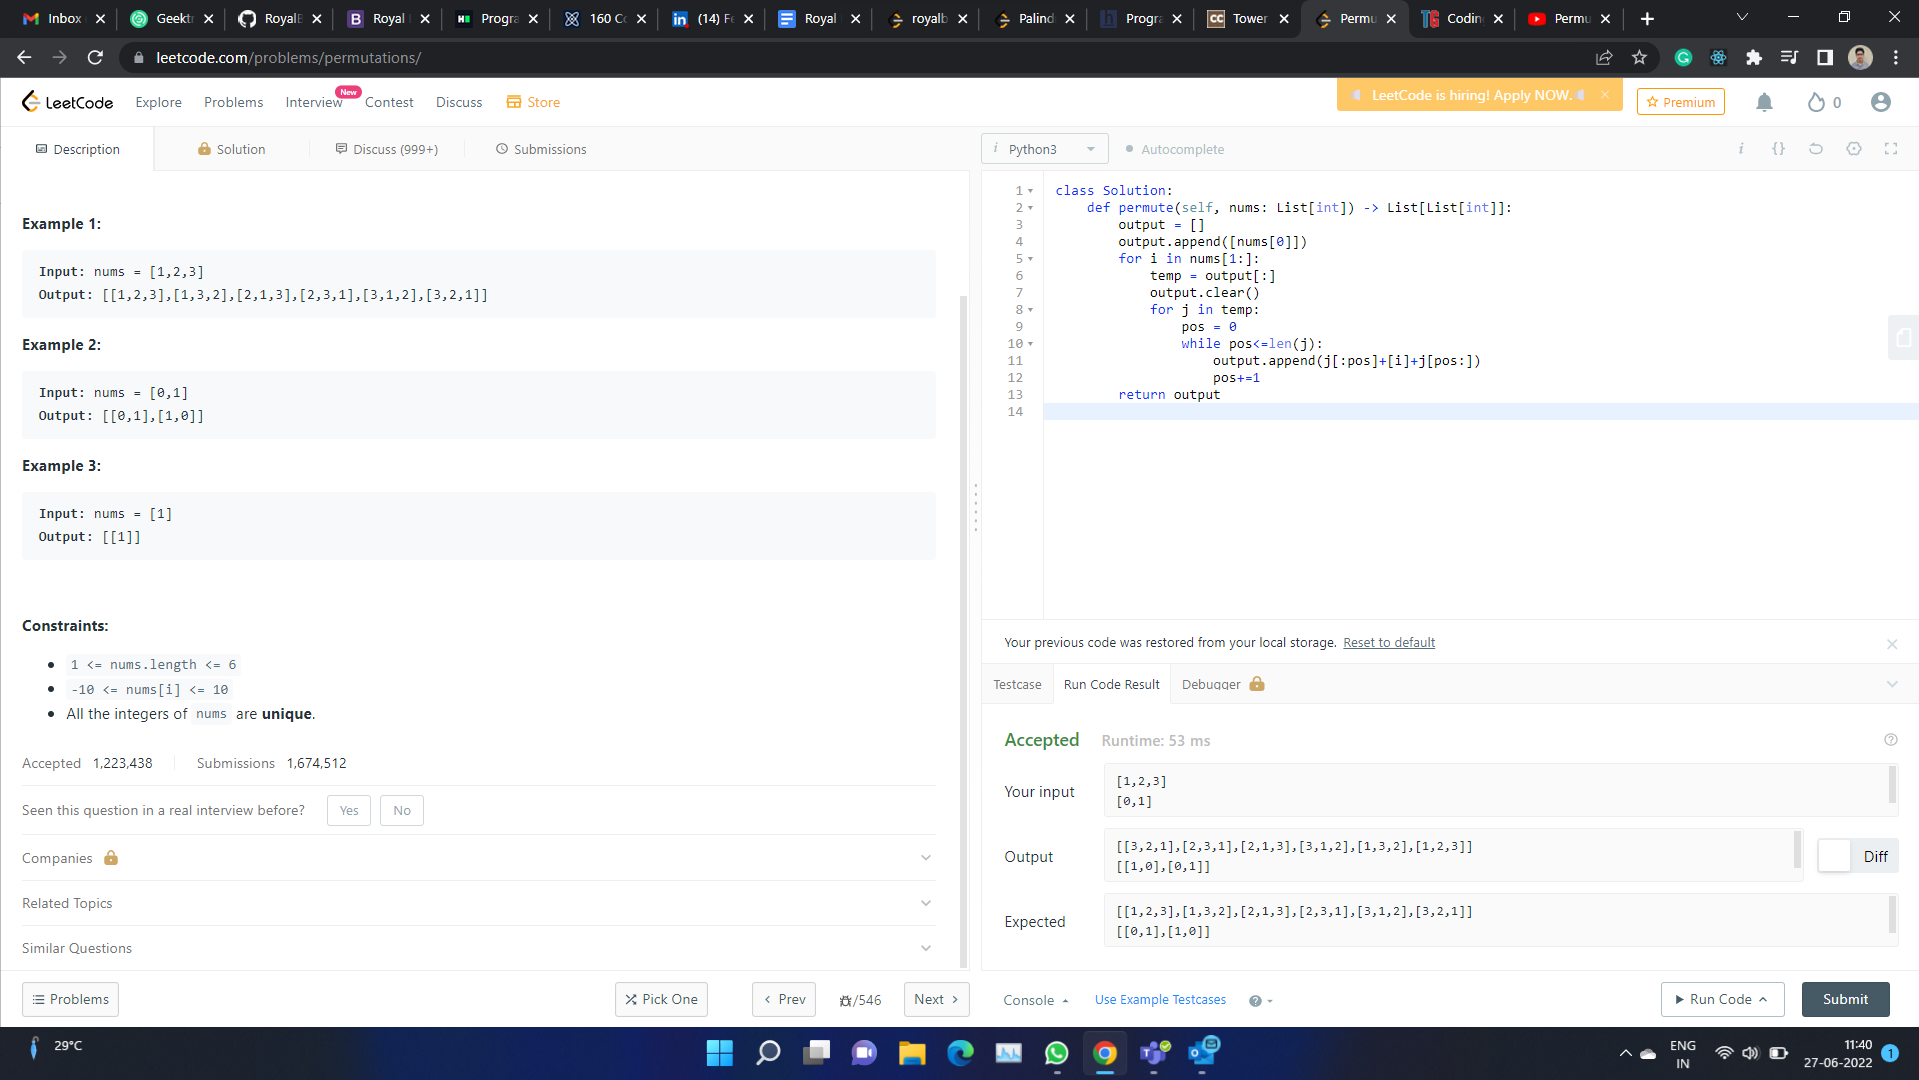 Inbox
Geekt
RoyalE
Royal
Progra
160 Co
(14) Fe
Royal
royalb
Palind
Progra
Tower
Permu
Coding
Permu
leetcode.com/problems/permutations/
LeetCode
Explore
Problems
Interview
New
Contest
Discuss
Store
LeetCode is hiring! Apply NOW.
Premium
0
Description
Solution
Discuss (999+)
Submissions
Example 1:
Input: nums = [1,2,3]
Output: [[1,2,3],[1,3,2],[2,1,3],[2,3,1],[3,1,2],[3,2,1]]
Example 2:
Input: nums = [0,1]
Output: [[0,1],[1,0]]
Example 3:
Input: nums = [1]
Output: [[1]]
Constraints:
1 <= nums.length <= 6
-10 <= nums[i] <= 10
All the integers of nums are unique.
Accepted 1,223,438 Submissions 1,674,512
Seen this question in a real interview before? Yes No
Companies
Related Topics
Similar Questions
Problems
Pick One
Prev
/546
Next
i Python3
Autocomplete
i {}
1 class Solution:
2     def permute(self, nums: List[int]) -> List[List[int]]:
3         output = []
4         output.append([nums[0]])
5         for i in nums[1:]:
6             temp = output[:]
7             output.clear()
8             for j in temp:
9                 pos = 0
10                 while pos<=len(j):
11                     output.append(j[:pos]+[i]+j[pos:])
12                     pos+=1
13         return output
14
Your previous code was restored from your local storage. Reset to default
Testcase
Run Code Result
Debugger
Accepted Runtime: 53 ms
Your input
[1,2,3]
[0,1]
Output
[[3,2,1],[2,3,1],[2,1,3],[3,1,2],[1,3,2],[1,2,3]]
[[1,0],[0,1]]
Diff
Expected
[[1,2,3],[1,3,2],[2,1,3],[2,3,1],[3,1,2],[3,2,1]]
[[0,1],[1,0]]
Console
Use Example Testcases
Run Code
Submit
29°C
ENG
IN
11:40
27-06-2022
1